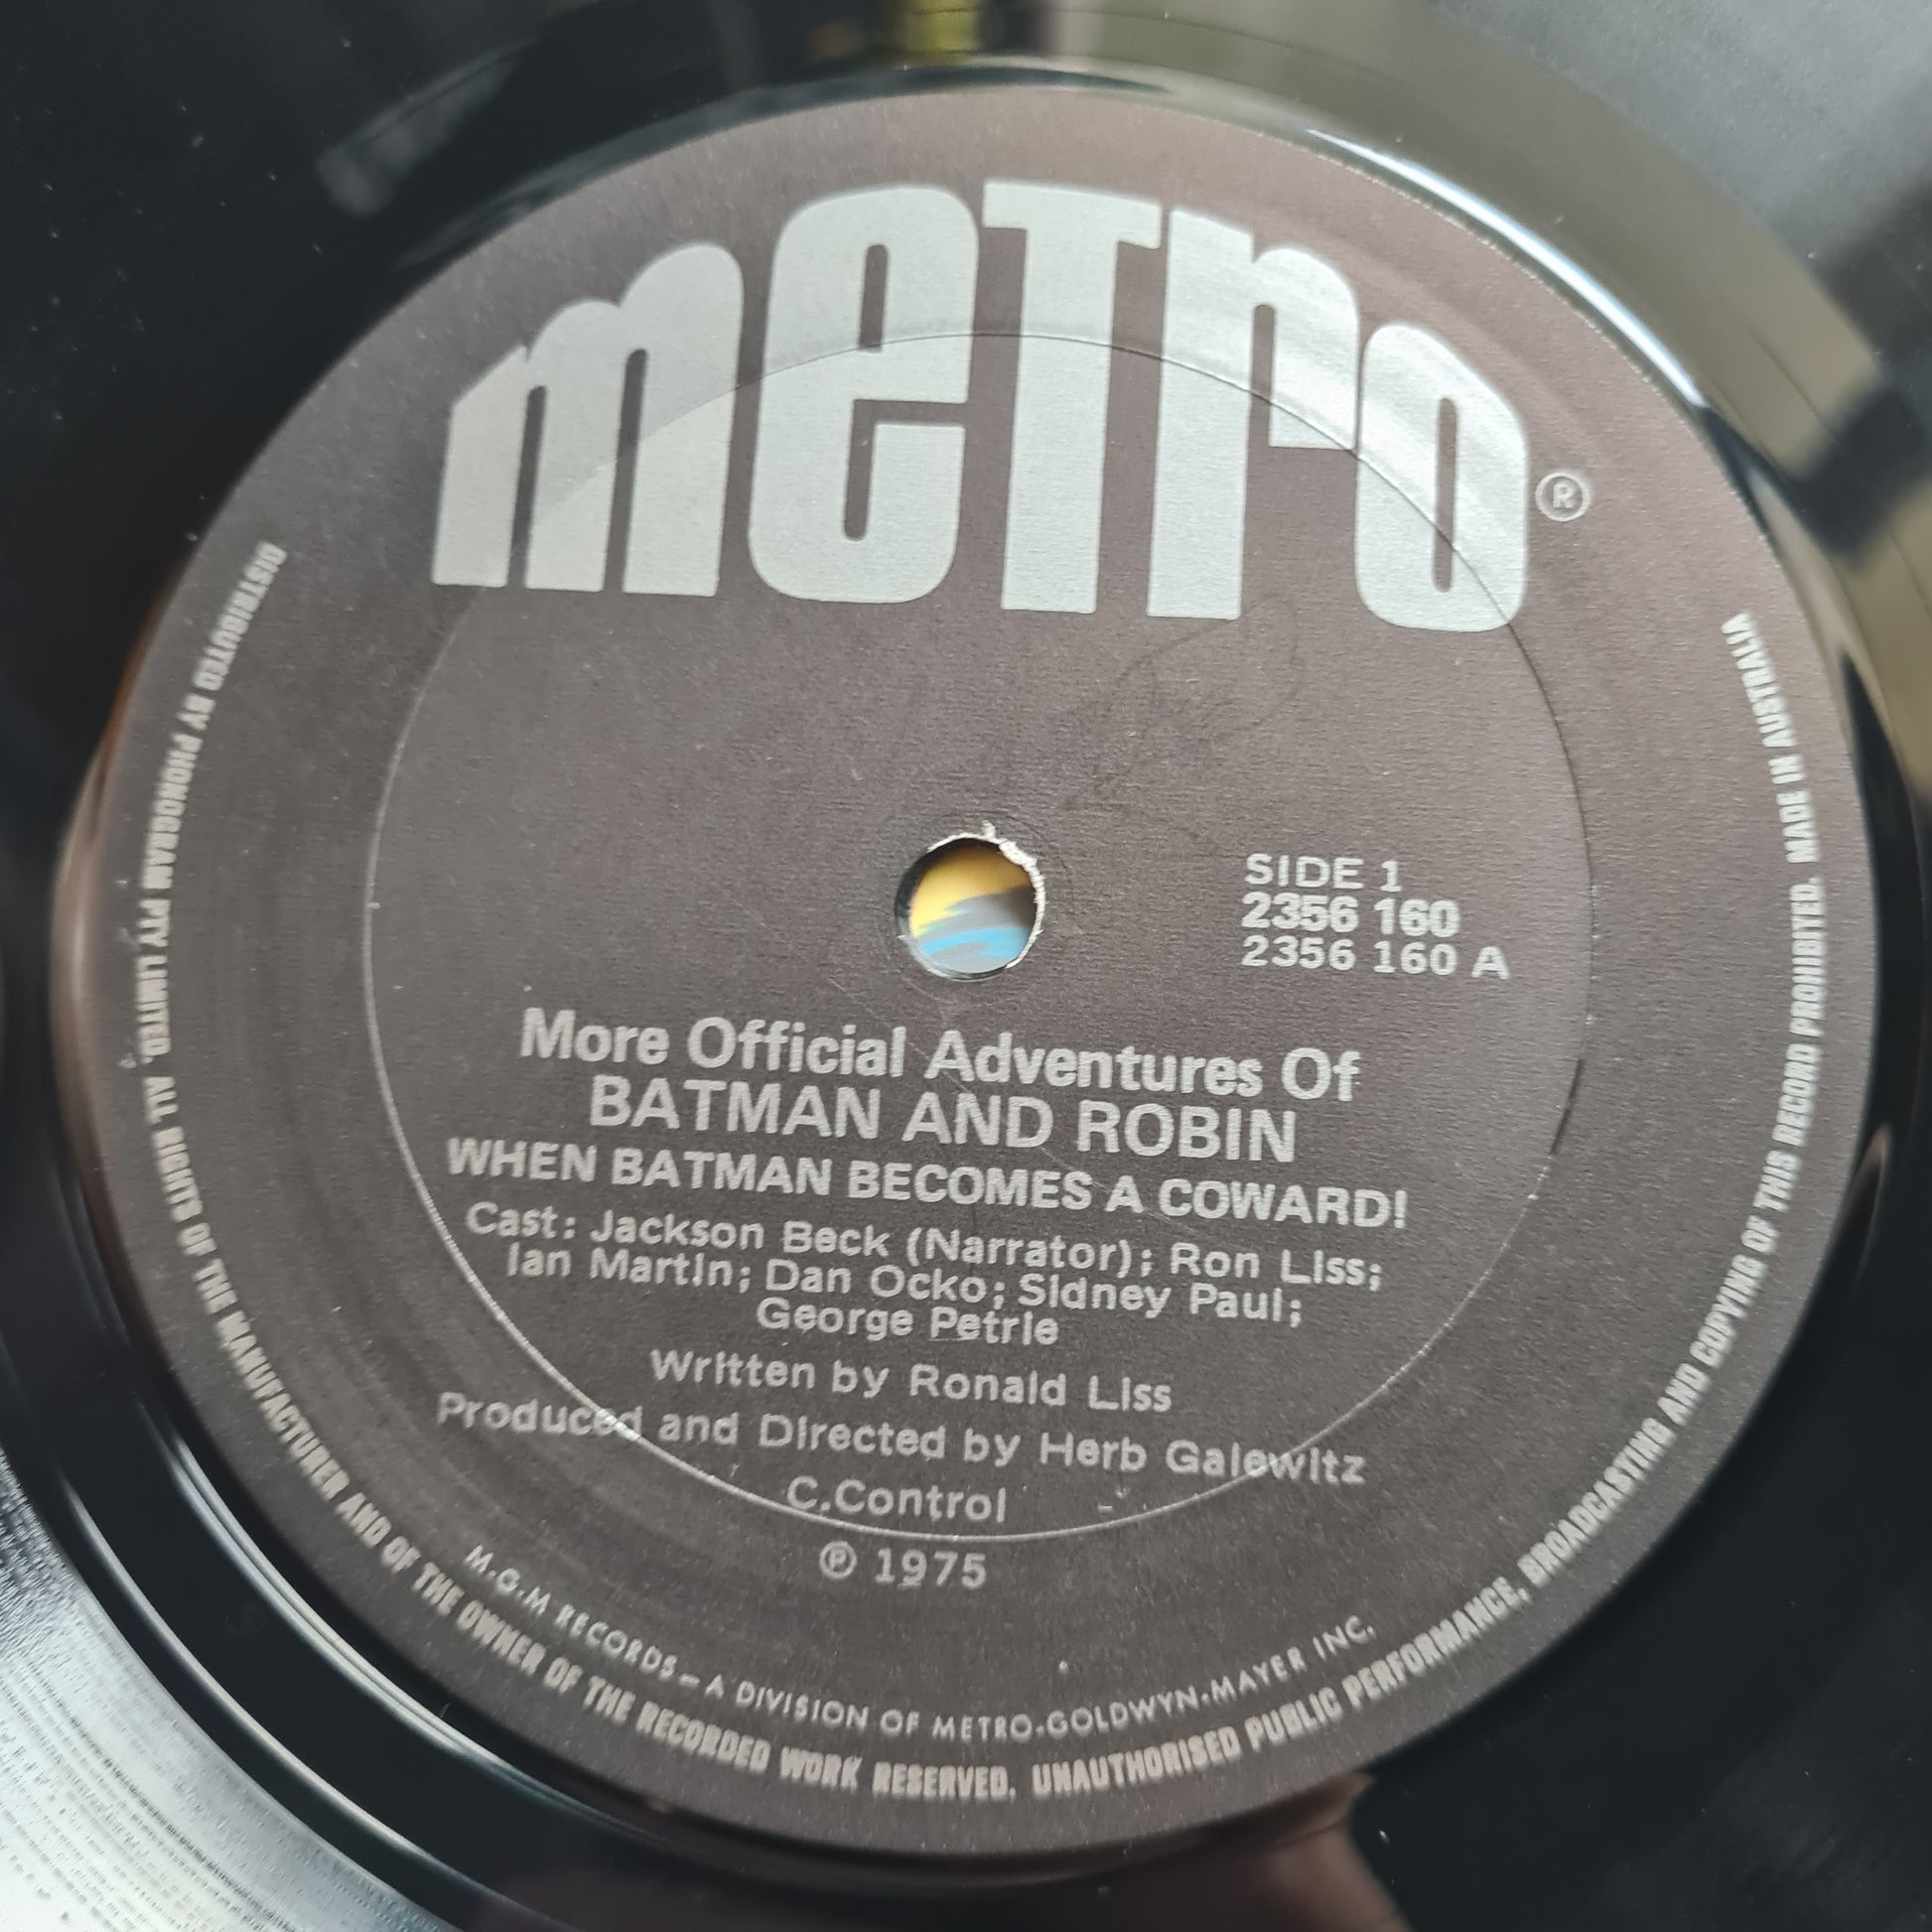 meTro ®
SIDE 1
2356 160
2356 160 A
More Official Adventures Of
BATMAN AND ROBIN
WHEN BATMAN BECOMES A COWARD!
Cast: Jackson Beck (Narrator); Ron Liss;
Ian Martin; Dan Ocko; Sidney Paul;
George Petrie
Written by Ronald Liss
Produced and Directed by Herb Galewitz
C.Control
℗ 1975
M.G.M RECORDS – A DIVISION OF METRO-GOLDWYN-MAYER INC.
DISTRIBUTED BY PHONOGRAM PTY LIMITED. ALL RIGHTS OF THE MANUFACTURER AND OF THE OWNER OF THE RECORDED WORK RESERVED. UNAUTHORISED PUBLIC PERFORMANCE, BROADCASTING AND COPYING OF THIS RECORD PROHIBITED. MADE IN AUSTRALIA